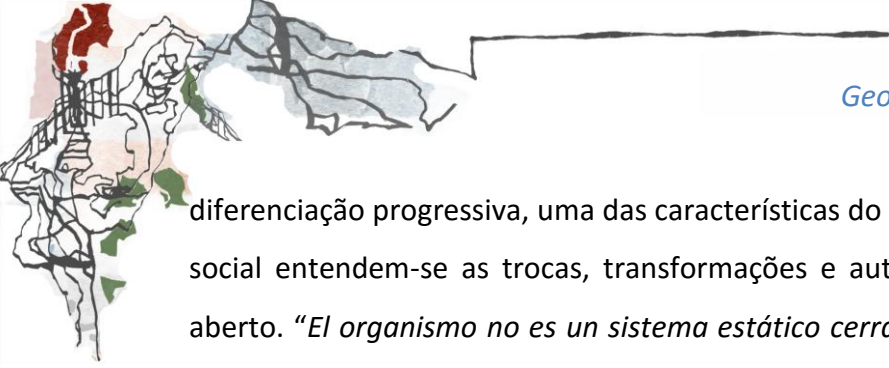 Geo
diferenciação progressiva, uma das características do
social entendem-se as trocas, transformações e aut
aberto. “El organismo no es un sistema estático cerra